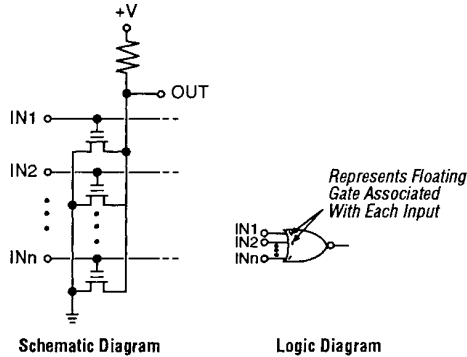 +V
OUT
IN1
IN2
INn
Represents Floating
Gate Associated
With Each Input
IN1
IN2
INn
Schematic Diagram
Logic Diagram